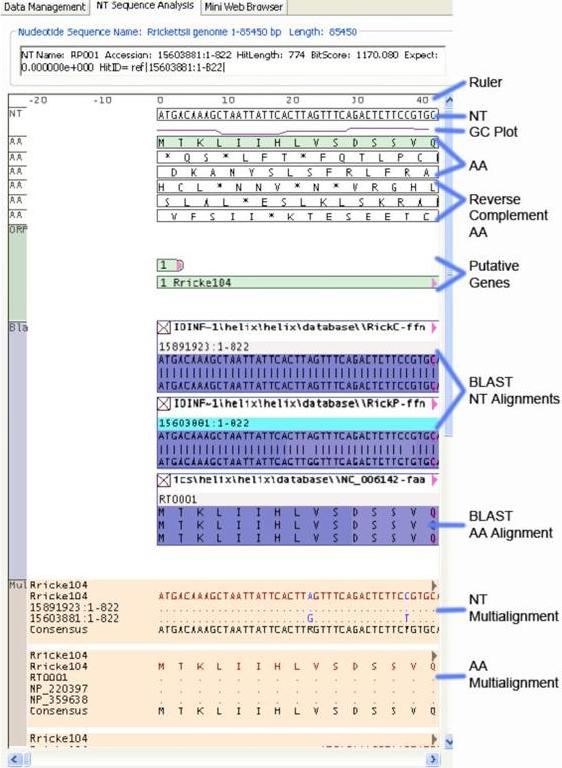 Data Management NT Sequence Analysis Mini Web Browser
Nucleotide Sequence Name: Rrickettsii genome 1-85450 bp Length: 85450
NT Name: RP001 Accession: 15603881:1-822 HitLength: 774 BitScore: 1170.080 Expect:
0.000000e+000 HitID= ref|15603881:1-822|
Ruler
-20 -10 0 10 20 30 40
NT ATGACAAAGCTAATTATTCACTTAGTTTCAGACTCTTCCGTGC NT
GC Plot
AA M T K L I I H L V S D S S V Q
AA * Q S * L F T * F Q T L P C
AA D K A N Y S L S F R L F R A
AA
AA H C L * N N V * N * V R G H L
AA S L A L * E S L K L S K R A
AA V F S I I * K T E S E E T C
Reverse
Complement
AA
ORF
1
1 Rricke104
Putative
Genes
Bla IDINF~1\helix\helix\database\\RickC-ffn
15891923:1-822
ATGACAAAGCTAATTATTCACTTAGTTTCAGACTCTTCCGTGC
ATGACAAAGCTAATTATTCACTTAGTTTCAGACTCTTCCGTGC
IDINF~1\helix\helix\database\\RickP-ffn
15603881:1-822
ATGACAAAGCTAATTATTCACTTAGTTTCAGACTCTTCCGTGC
ATGACAAAGCTAATTATTCACTTGGTTTCAGACTCTTCTGTGC
BLAST
NT Alignments
ics\helix\helix\database\\NC_006142-faa
RT0001
M T K L I I H L V S D S S V Q
M T K L I I H L V S D S S V Q
M T K L I I H L V S D S S V Q
BLAST
AA Alignment
Mul Rricke104
Rricke104 ATGACAAAGCTAATTATTCACTTAGTTTCAGACTCTTCCGTGCA
15891923:1-822
15603881:1-822 G T
Consensus ATGACAAAGCTAATTATTCACTTRGTTTCAGACTCTTCYGTGCA
NT
Multialignment
Rricke104
Rricke104 M T K L I I H L V S D S S V Q
RT0001
NP_220397
NP_359638
Consensus M T K L I I H L V S D S S V Q
AA
Multialignment
Rricke104